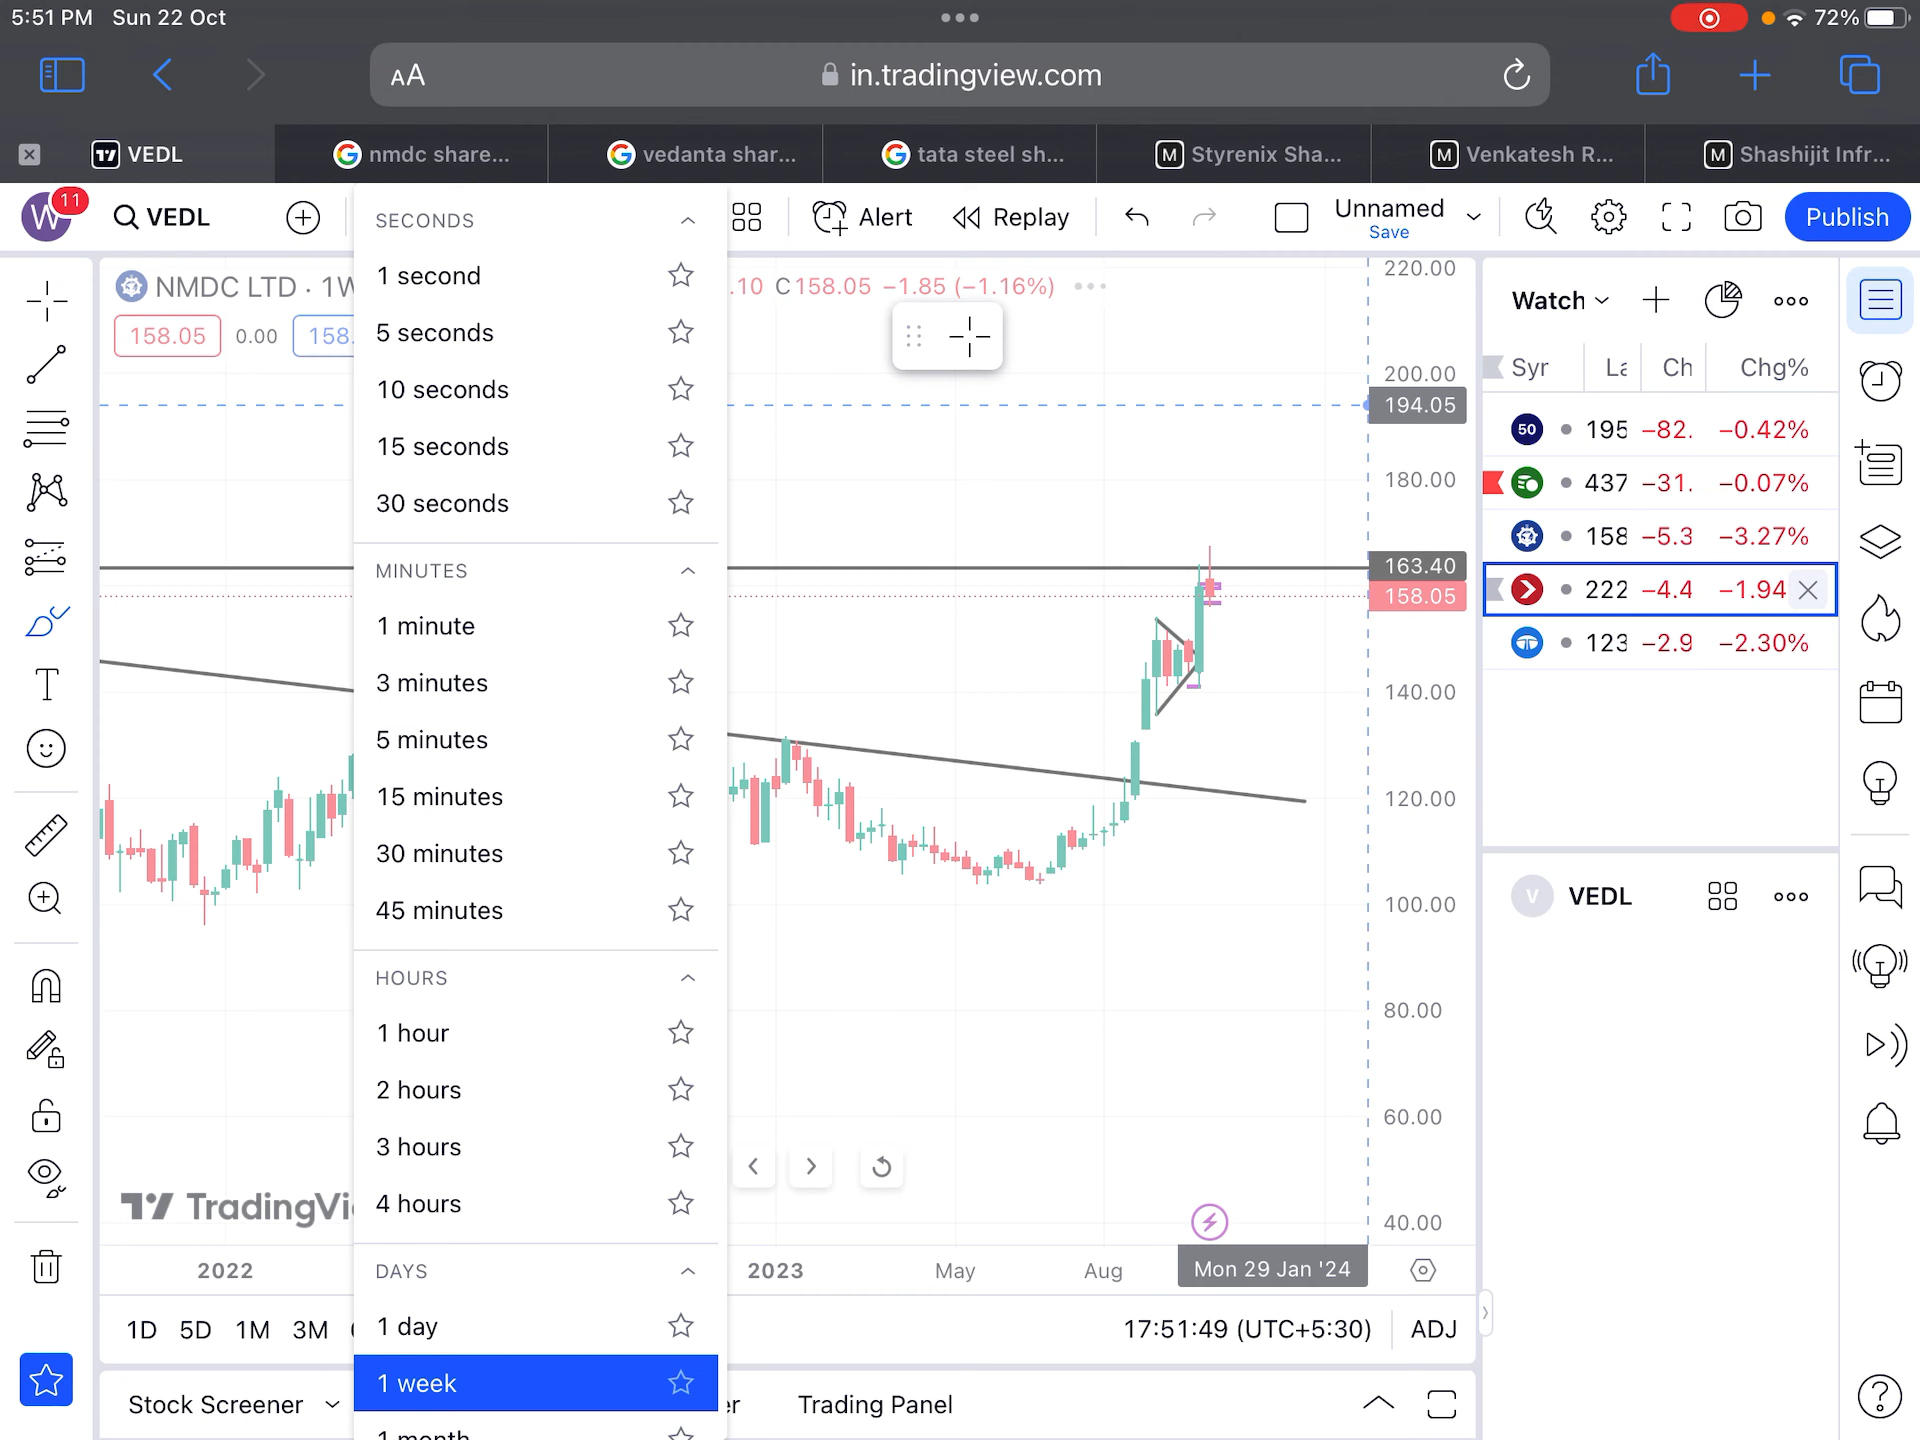 5:51 PM Sun 22 Oct
72%
AA
in.tradingview.com
VEDL
nmdc share...
vedanta shar...
tata steel sh...
Styrenix Sha...
Venkatesh R...
Shashijit Infr...
W
11
VEDL
Alert
Replay
Unnamed
Save
Publish
NMDC LTD · 1W
.10 C158.05 −1.85 (−1.16%)
158.05
0.00
158.
SECONDS
1 second
5 seconds
10 seconds
15 seconds
30 seconds
MINUTES
1 minute
3 minutes
5 minutes
15 minutes
30 minutes
45 minutes
HOURS
1 hour
2 hours
3 hours
4 hours
DAYS
1 day
1 week
1 month
220.00
200.00
194.05
180.00
163.40
158.05
140.00
120.00
100.00
80.00
60.00
40.00
Watch
Syr
La
Ch
Chg%
50
195 −82. −0.42%
437 −31. −0.07%
158 −5.3 −3.27%
222 −4.4 −1.94
123 −2.9 −2.30%
V
VEDL
TradingVi
2022
2023
May
Aug
Mon 29 Jan '24
1D 5D 1M 3M
17:51:49 (UTC+5:30)
ADJ
Stock Screener
er
Trading Panel